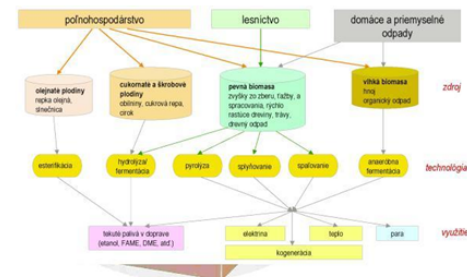 poľnohospodárstvo
lesníctvo
domáce a priemyselné
odpady
zdroj
olejnaté plodiny
repka olejná,
slnečnica
cukornaté a škrobové
plodiny
obilniny, cukrová repa,
cirok
pevná biomasa
zvyšky zo zberu, ťažby, a
spracovania, rýchlo
rastúce dreviny, trávy,
drevný odpad
vlhká biomasa
hnoj
organický odpad
technológia
esterifikácia
hydrolýza/
fermentácia
pyrolýza
splyňovanie
spaľovanie
anaeróbna
fermentácia
využitie
tekuté palivá v doprave
(etanol, FAME, DME, atď.)
elektrina
teplo
para
kogenerácia